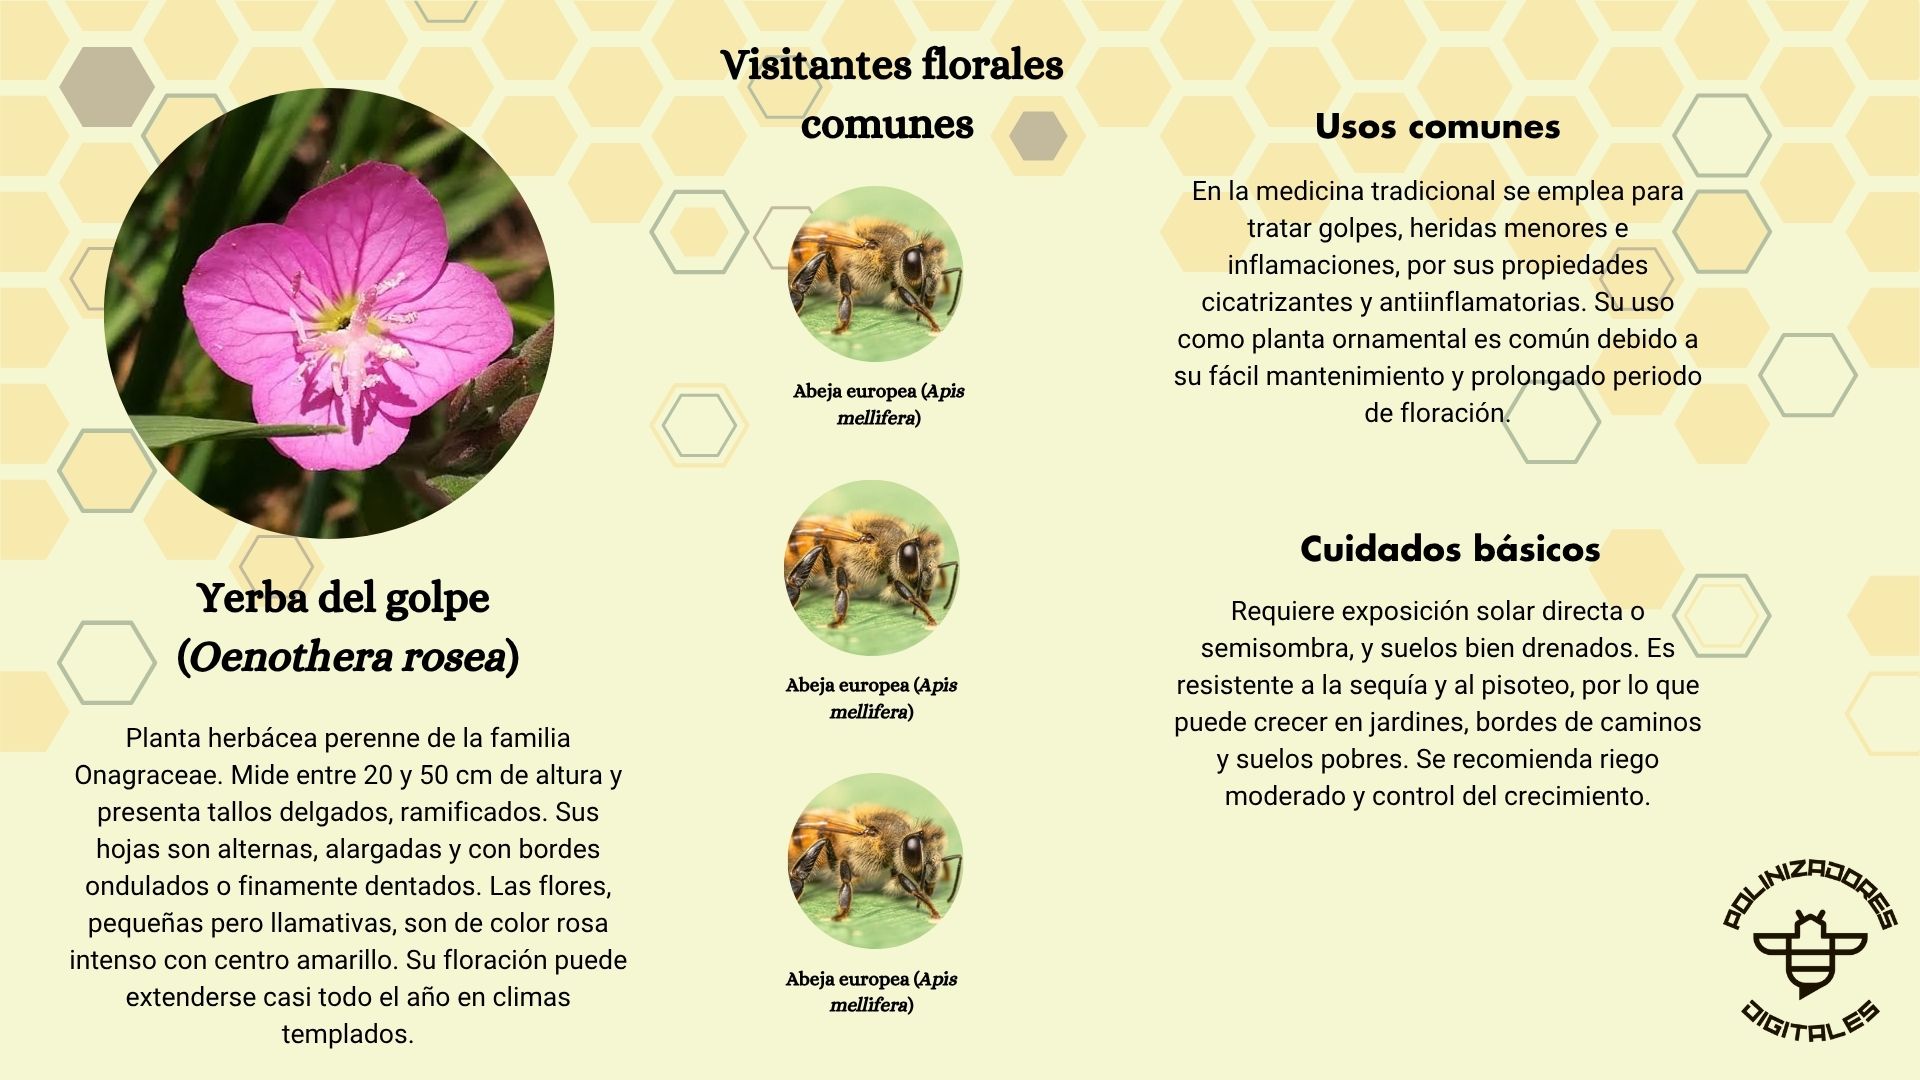 Yerba del golpe
(Oenothera rosea)
Planta herbácea perenne de la familia
Onagraceae. Mide entre 20 y 50 cm de altura y
presenta tallos delgados, ramificados. Sus
hojas son alternas, alargadas y con bordes
ondulados o finamente dentados. Las flores,
pequeñas pero llamativas, son de color rosa
intenso con centro amarillo. Su floración puede
extenderse casi todo el año en climas
templados.
Visitantes florales
comunes
Abeja europea (Apis
mellifera)
Abeja europea (Apis
mellifera)
Abeja europea (Apis
mellifera)
Usos comunes
En la medicina tradicional se emplea para
tratar golpes, heridas menores e
inflamaciones, por sus propiedades
cicatrizantes y antiinflamatorias. Su uso
como planta ornamental es común debido a
su fácil mantenimiento y prolongado periodo
de floración.
Cuidados básicos
Requiere exposición solar directa o
semisombra, y suelos bien drenados. Es
resistente a la sequía y al pisoteo, por lo que
puede crecer en jardines, bordes de caminos
y suelos pobres. Se recomienda riego
moderado y control del crecimiento.
POLINIZADORES
DIGITALES